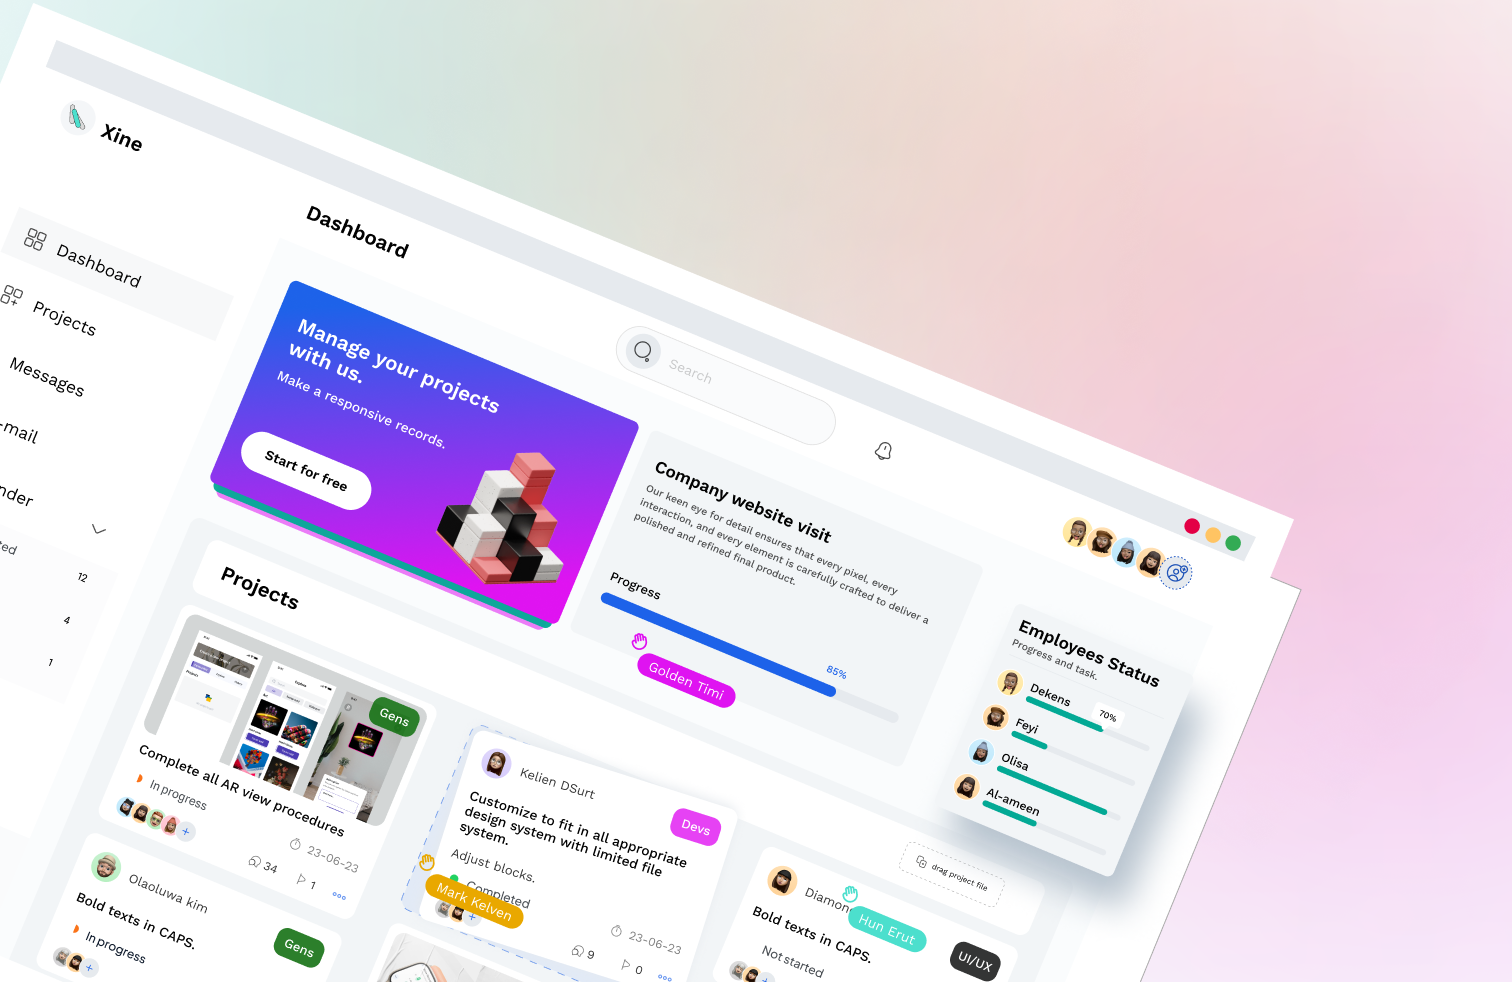 Xine
Dashboard
Projects
Messages
-mail
nder
ted
12
4
1
Dashboard
Search
Manage your projects
with us.
Make a responsive records.
Start for free
Company website visit
Our keen eye for detail ensures that every pixel, every
interaction, and every element is carefully crafted to deliver a
polished and refined final product.
Progress
85%
Golden Timi
Employees Status
Progress and task.
Dekens
70%
Feyi
Olisa
Al-ameen
Projects
Gens
Complete all AR view procedures
In progress
23-06-23
34
1
Olaoluwa kim
Bold texts in CAPS.
Gens
In progress
Kelien DSurt
Devs
Customize to fit in all appropriate
design system with limited file
system.
Adjust blocks.
Completed
Mark Kelven
23-06-23
9
0
drag project file
Diamon
Hun Erut
Bold texts in CAPS.
UI/UX
Not started